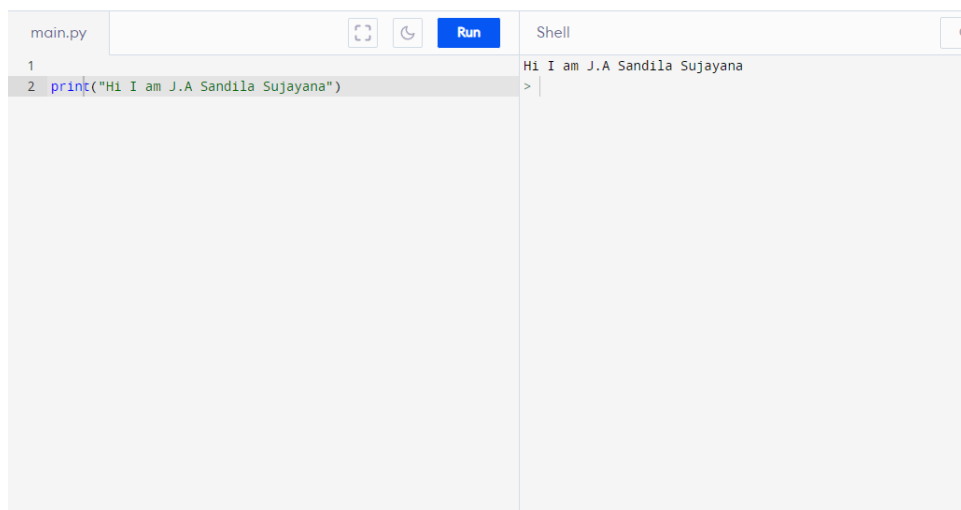 main.py
Run
Shell
1
2 print("Hi I am J.A Sandila Sujayana")
Hi I am J.A Sandila Sujayana
>